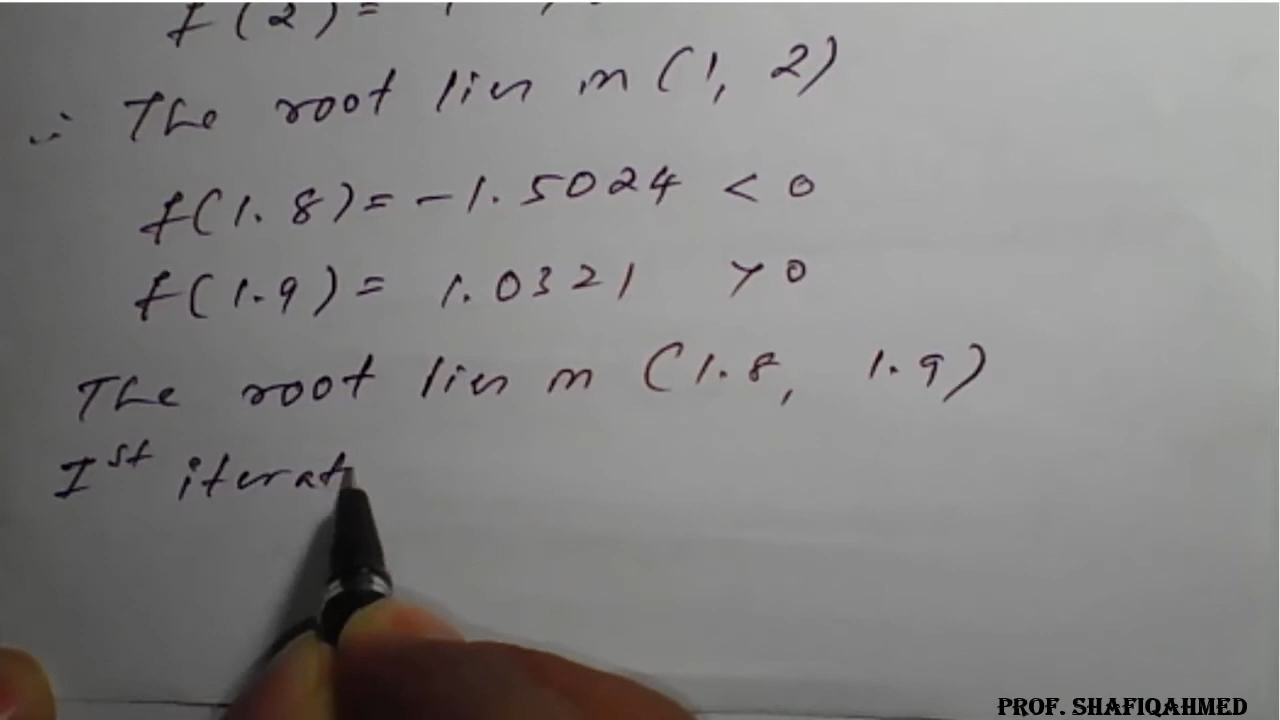 f(2) =
∴ The root lies in (1, 2)
f(1.8) = -1.5024 < 0
f(1.9) = 1.0321 > 0
The root lies in (1.8, 1.9)
Ist iterat
PROF. SHAFIQAHMED